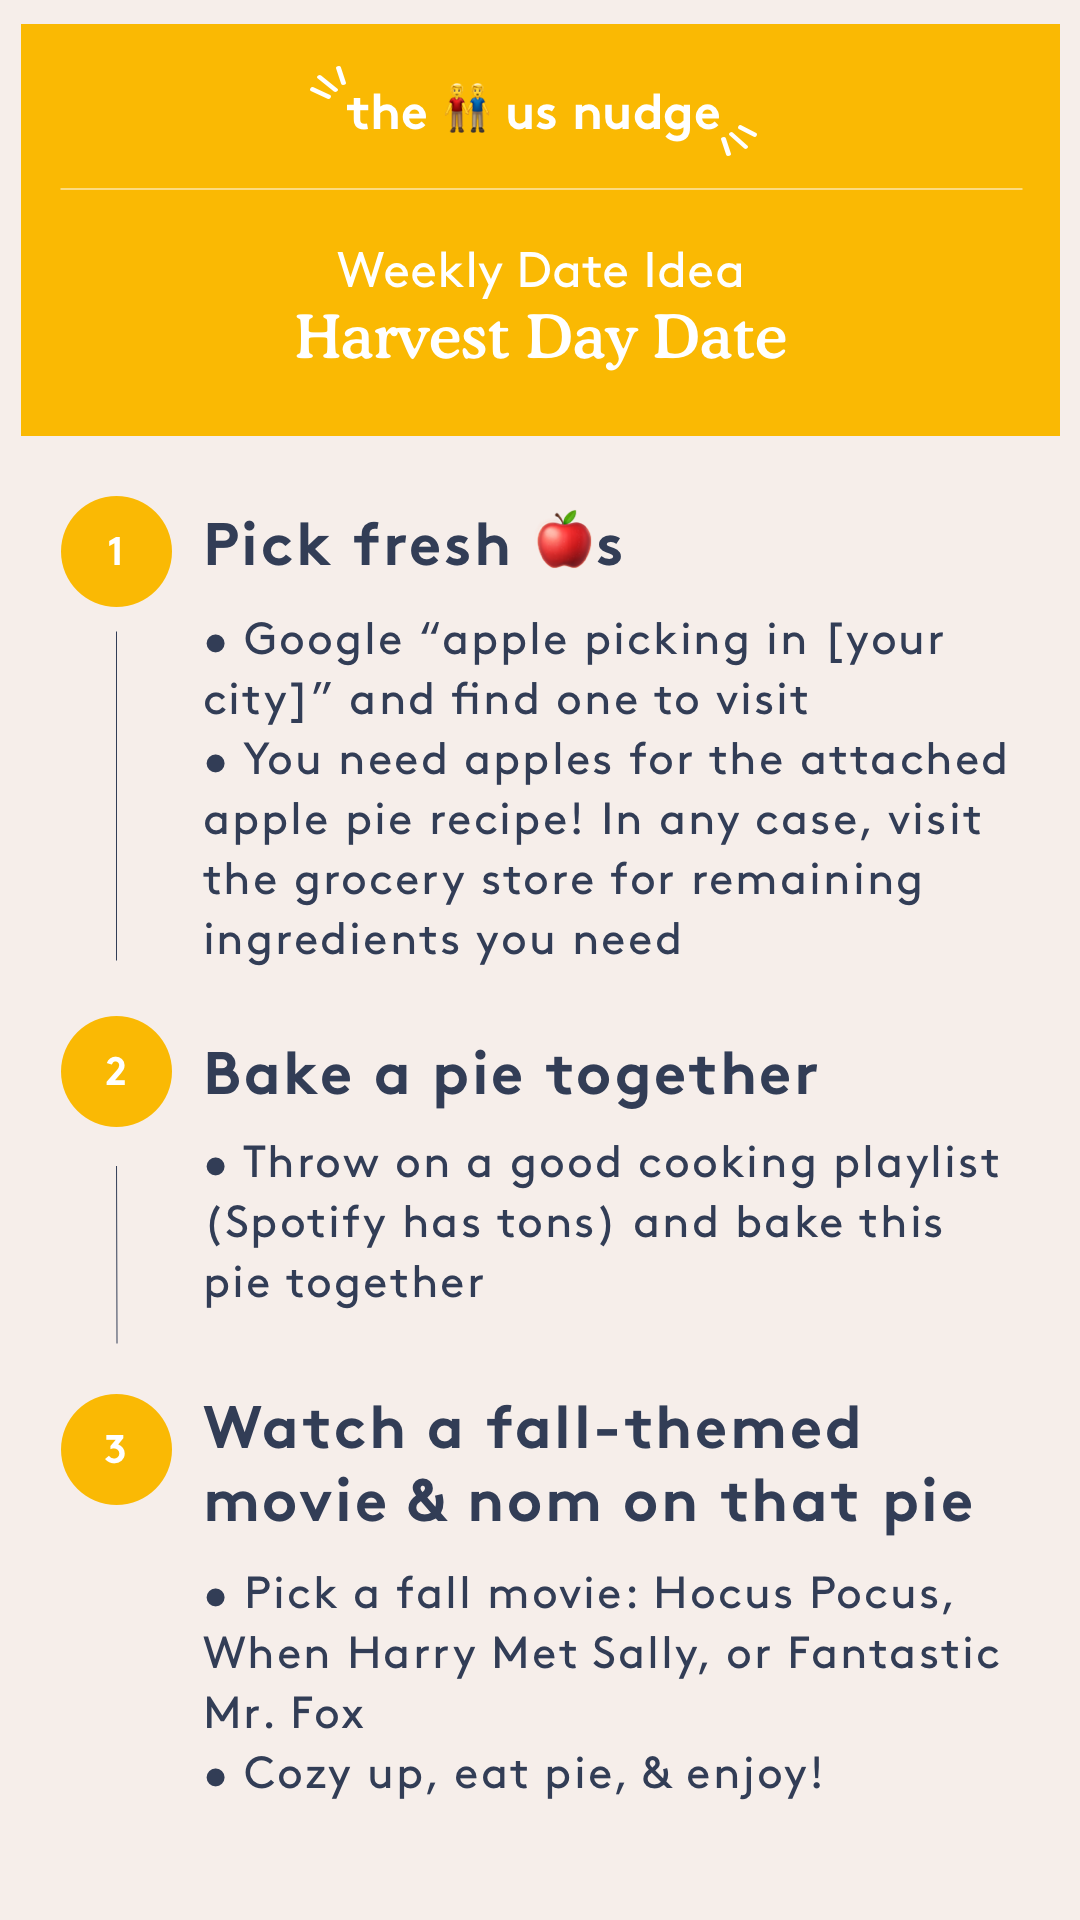 the 👬 us nudge
Weekly Date Idea
Harvest Day Date
1
Pick fresh 🍎s
• Google “apple picking in [your
city]” and find one to visit
• You need apples for the attached
apple pie recipe! In any case, visit
the grocery store for remaining
ingredients you need
2
Bake a pie together
• Throw on a good cooking playlist
(Spotify has tons) and bake this
pie together
3
Watch a fall-themed
movie & nom on that pie
• Pick a fall movie: Hocus Pocus,
When Harry Met Sally, or Fantastic
Mr. Fox
• Cozy up, eat pie, & enjoy!